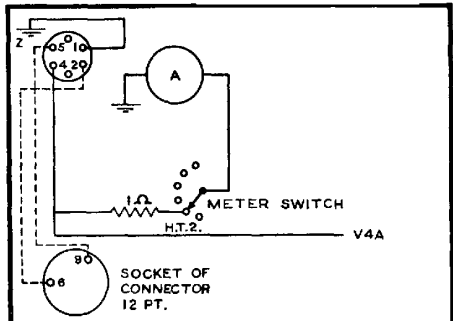 Z
5 1
4 2
A
1Ω
METER SWITCH
H.T.2.
V4A
9
6
SOCKET OF
CONNECTOR
12 PT.